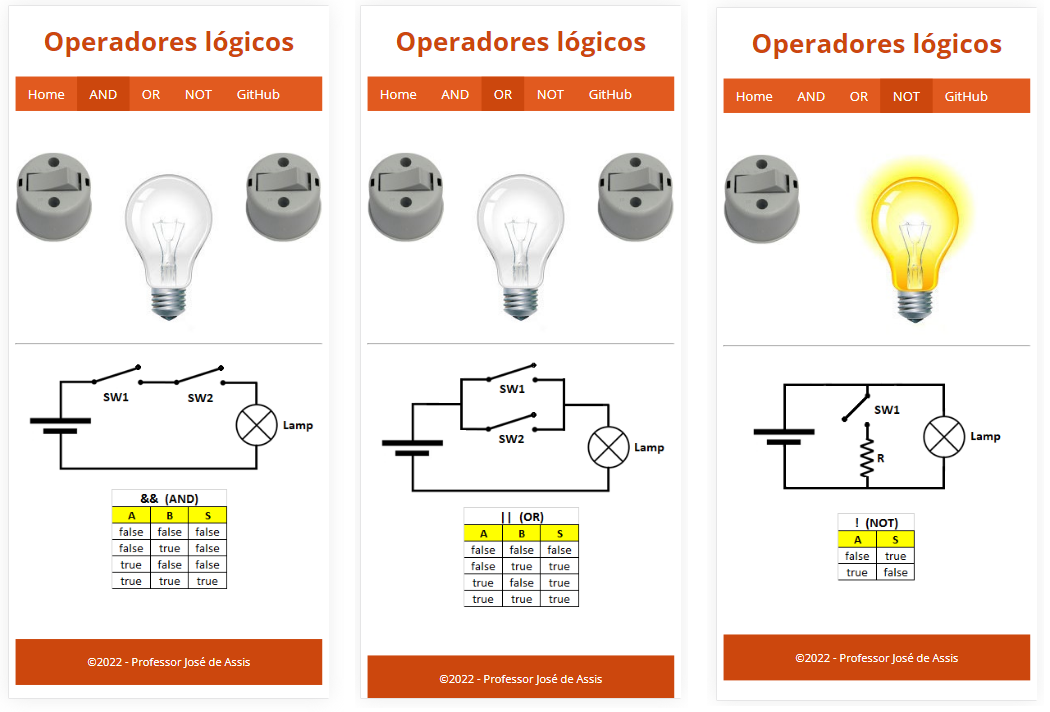 Operadores lógicos
Home AND OR NOT GitHub
SW1 SW2
Lamp
&& (AND)
A B S
false false false
false true false
true false false
true true true
©2022 - Professor José de Assis
Operadores lógicos
Home AND OR NOT GitHub
SW1
SW2
Lamp
|| (OR)
A B S
false false false
false true true
true false true
true true true
©2022 - Professor José de Assis
Operadores lógicos
Home AND OR NOT GitHub
SW1
Lamp
R
! (NOT)
A S
false true
true false
©2022 - Professor José de Assis